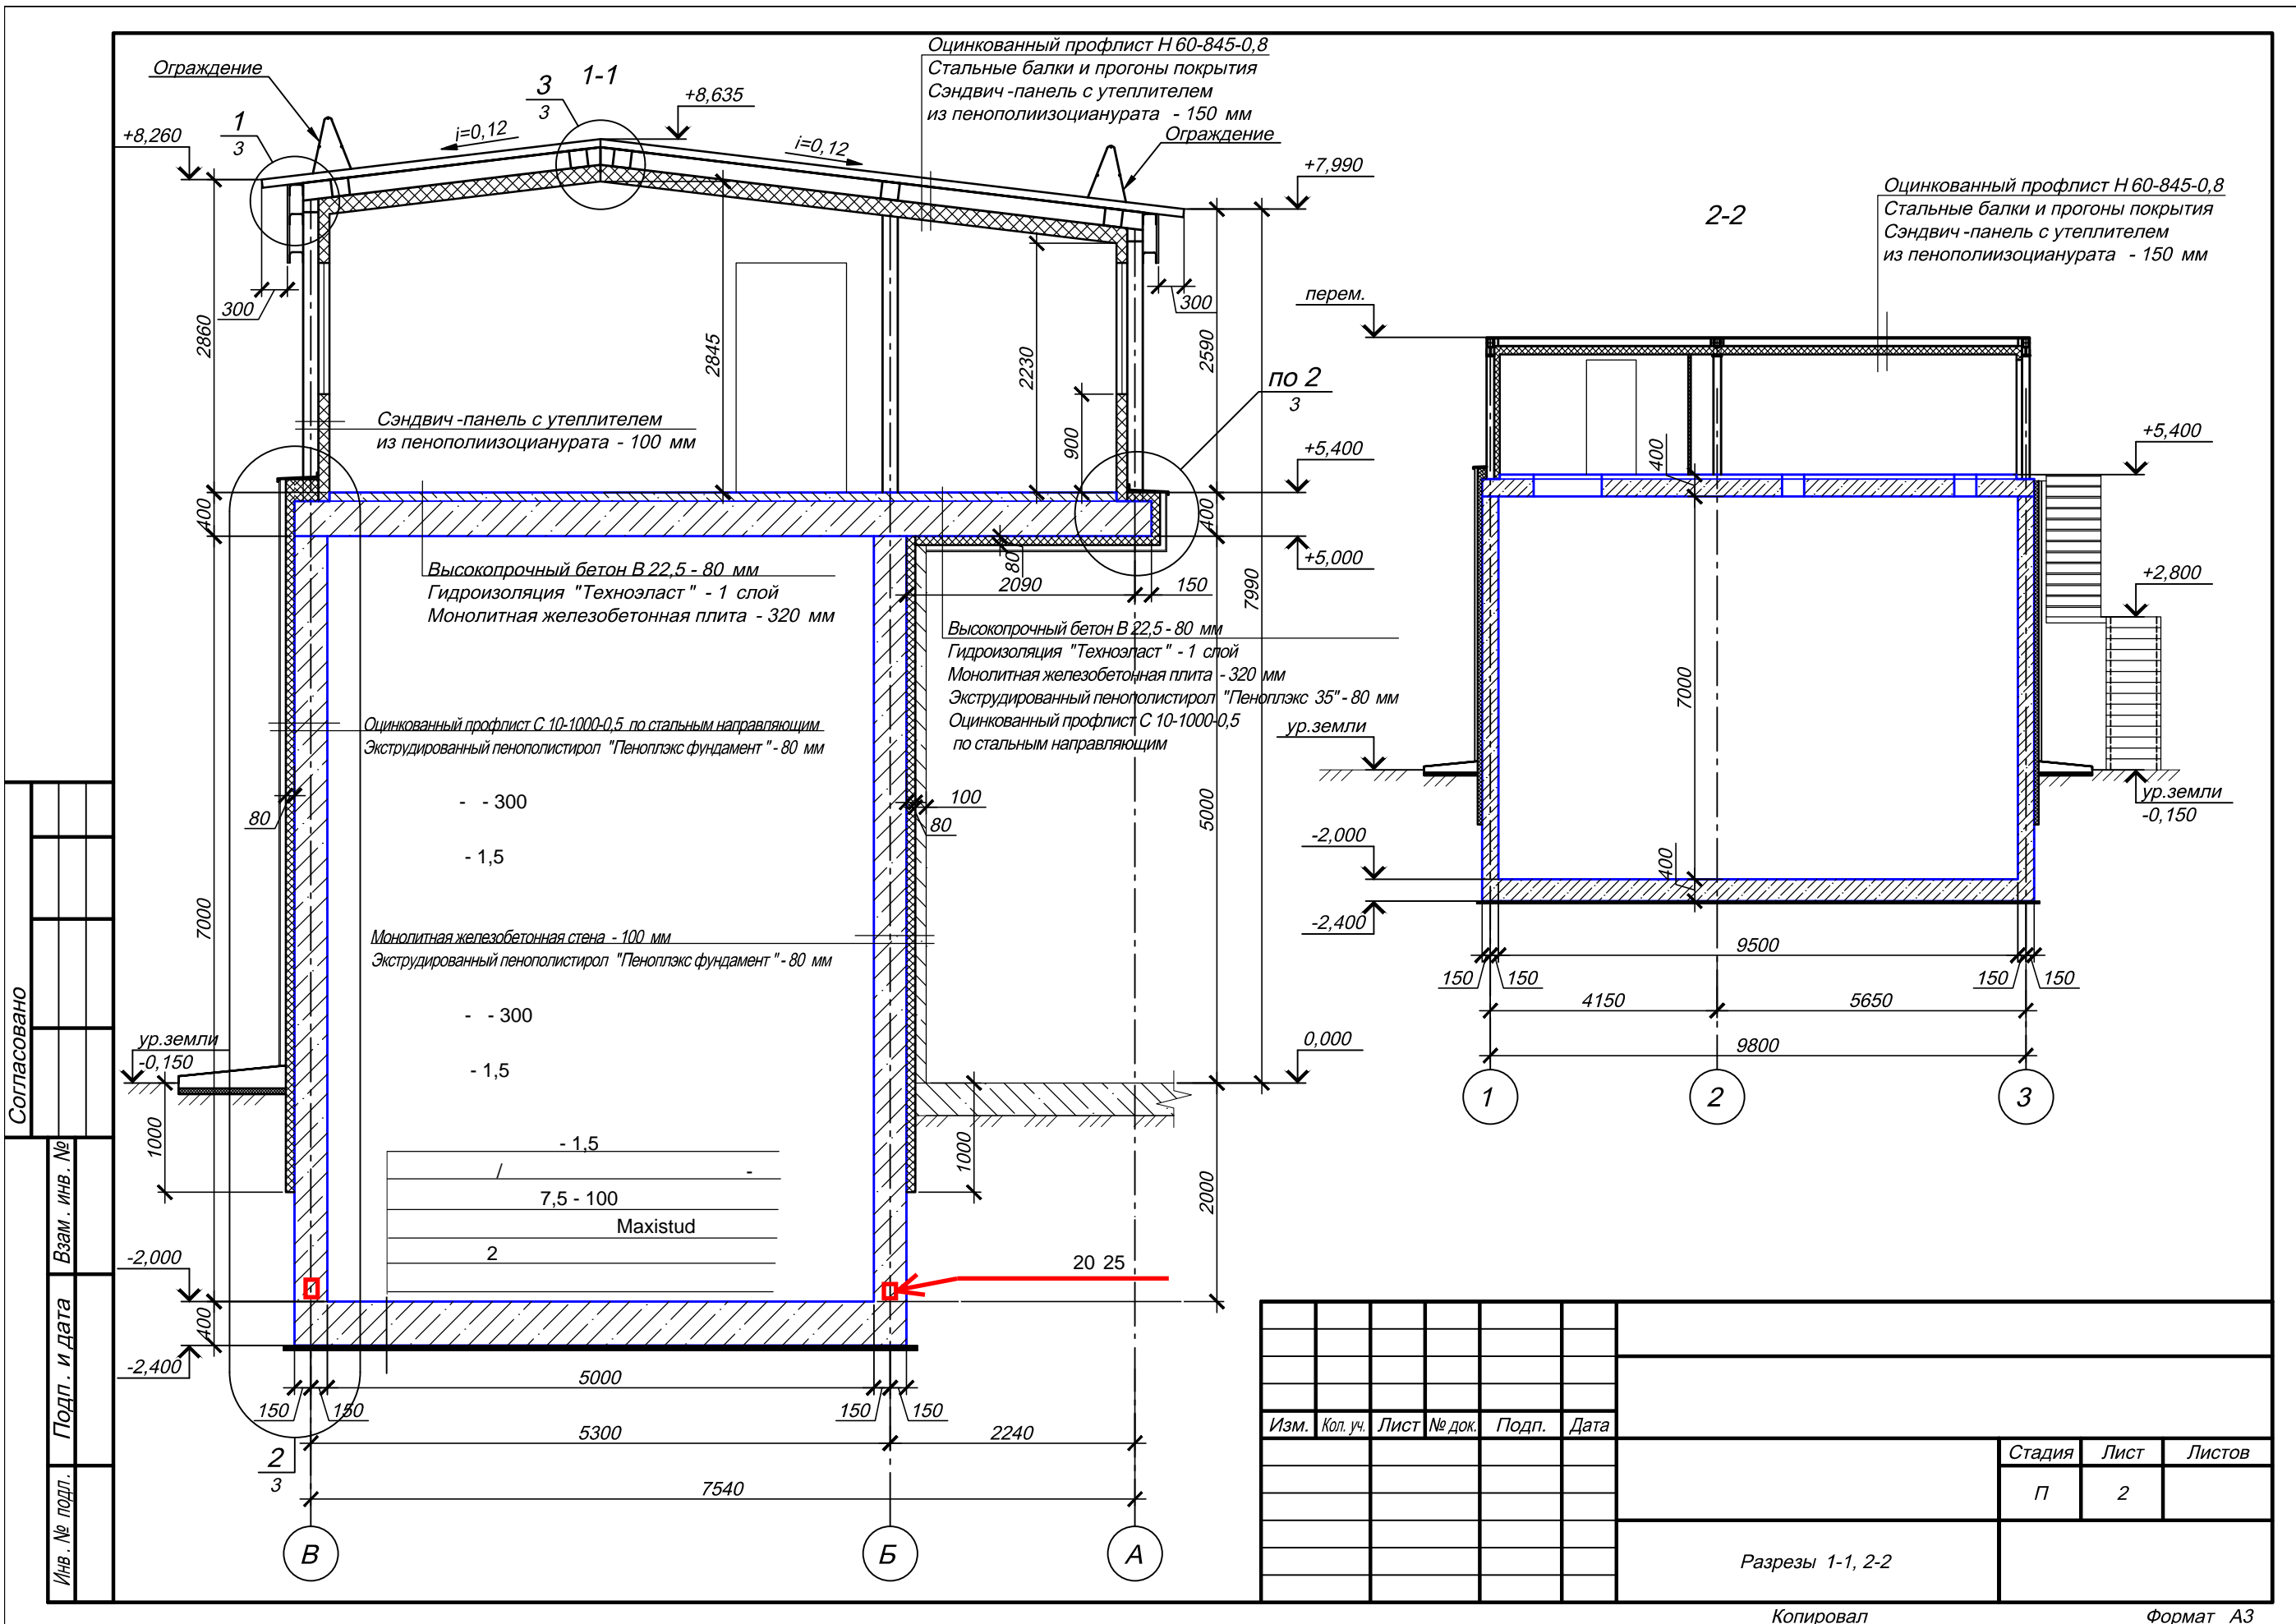 Ограждение
1-1
3
3
1
3
+8,260
i=0,12
+8,635
i=0,12
Оцинкованный профлист Н 60-845-0,8
Стальные балки и прогоны покрытия
Сэндвич -панель с утеплителем
из пенополиизоцианурата - 150 мм
Ограждение
+7,990
2-2
Оцинкованный профлист Н 60-845-0,8
Стальные балки и прогоны покрытия
Сэндвич -панель с утеплителем
из пенополиизоцианурата - 150 мм
300
300
перем.
2860
2845
2230
2590
по 2
3
900
Сэндвич -панель с утеплителем
из пенополиизоцианурата - 100 мм
+5,400
400
400
+5,000
80
2090
150
7990
Высокопрочный бетон В 22,5 - 80 мм
Гидроизоляция "Техноэласт " - 1 слой
Монолитная железобетонная плита - 320 мм
Высокопрочный бетон В 22,5 - 80 мм
Гидроизоляция "Техноэласт " - 1 слой
Монолитная железобетонная плита - 320 мм
Экструдированный пенополистирол "Пеноплэкс 35" - 80 мм
Оцинкованный профлист С 10-1000-0,5
по стальным направляющим
Оцинкованный профлист С 10-1000-0,5 по стальным направляющим
Экструдированный пенополистирол "Пеноплэкс фундамент " - 80 мм
- - 300
- 1,5
80
100
80
5000
7000
Монолитная железобетонная стена - 100 мм
Экструдированный пенополистирол "Пеноплэкс фундамент " - 80 мм
- - 300
- 1,5
ур.земли
-0,150
0,000
1000
1000
2000
- 1,5
/ -
7,5 - 100
Maxistud
2
20 25
-2,000
400
-2,400
5000
150
150
150
150
5300
2240
2
3
7540
В
Б
А
400
+5,400
+2,800
7000
ур.земли
ур.земли
-0,150
-2,000
400
-2,400
9500
150
150
150
150
4150
5650
9800
1
2
3
Согласовано
Взам. инв. №
Подп. и дата
Инв. № подл.
Изм. Кол. уч. Лист № док. Подп. Дата
Стадия Лист Листов
П 2
Разрезы 1-1, 2-2
Копировал Формат А3